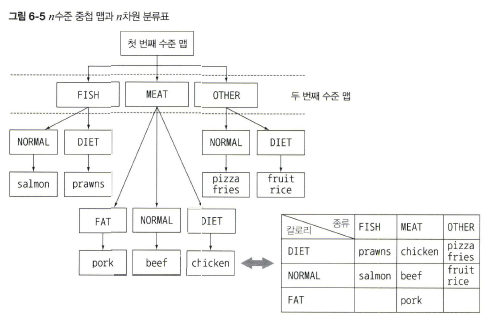 그림 6-5 n수준 중첩 맵과 n차원 분류표
첫 번째 수준 맵
FISH MEAT OTHER 두 번째 수준 맵
NORMAL DIET NORMAL DIET
salmon prawns pizza fries fruit rice
FAT NORMAL DIET
pork beef chicken
칼로리 종류 FISH MEAT OTHER
DIET prawns chicken pizza fries
NORMAL salmon beef fruit rice
FAT pork